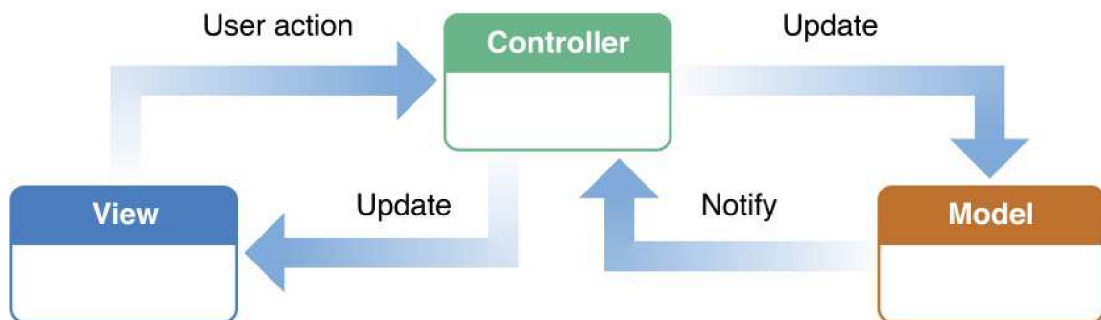 User action
Controller
Update
View
Update
Notify
Model